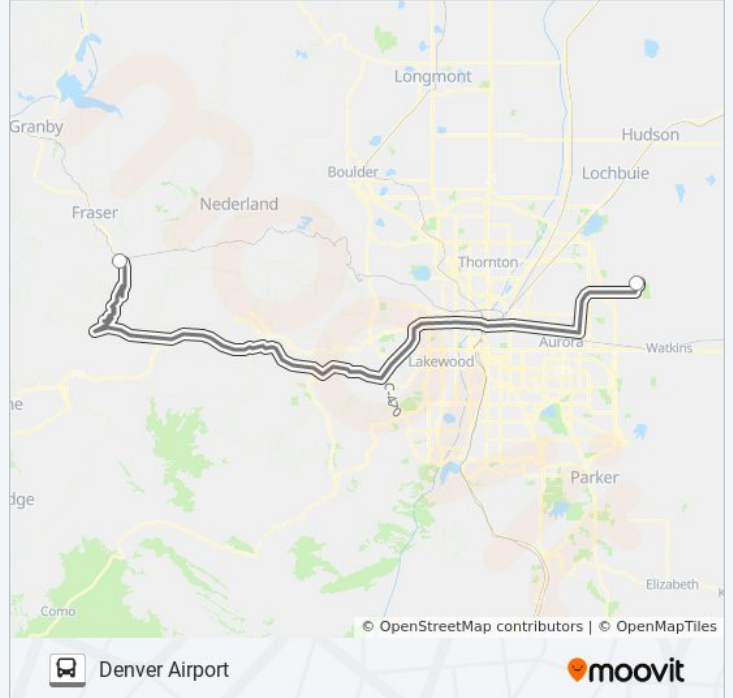 Longmont
Granby
Hudson
Boulder
Lochbuie
Nederland
Fraser
Thornton
Aurora
Watkins
Lakewood
ne
C-470
Parker
dge
Elizabeth
K
Como
© OpenStreetMap contributors | © OpenMapTiles
Denver Airport
moovit